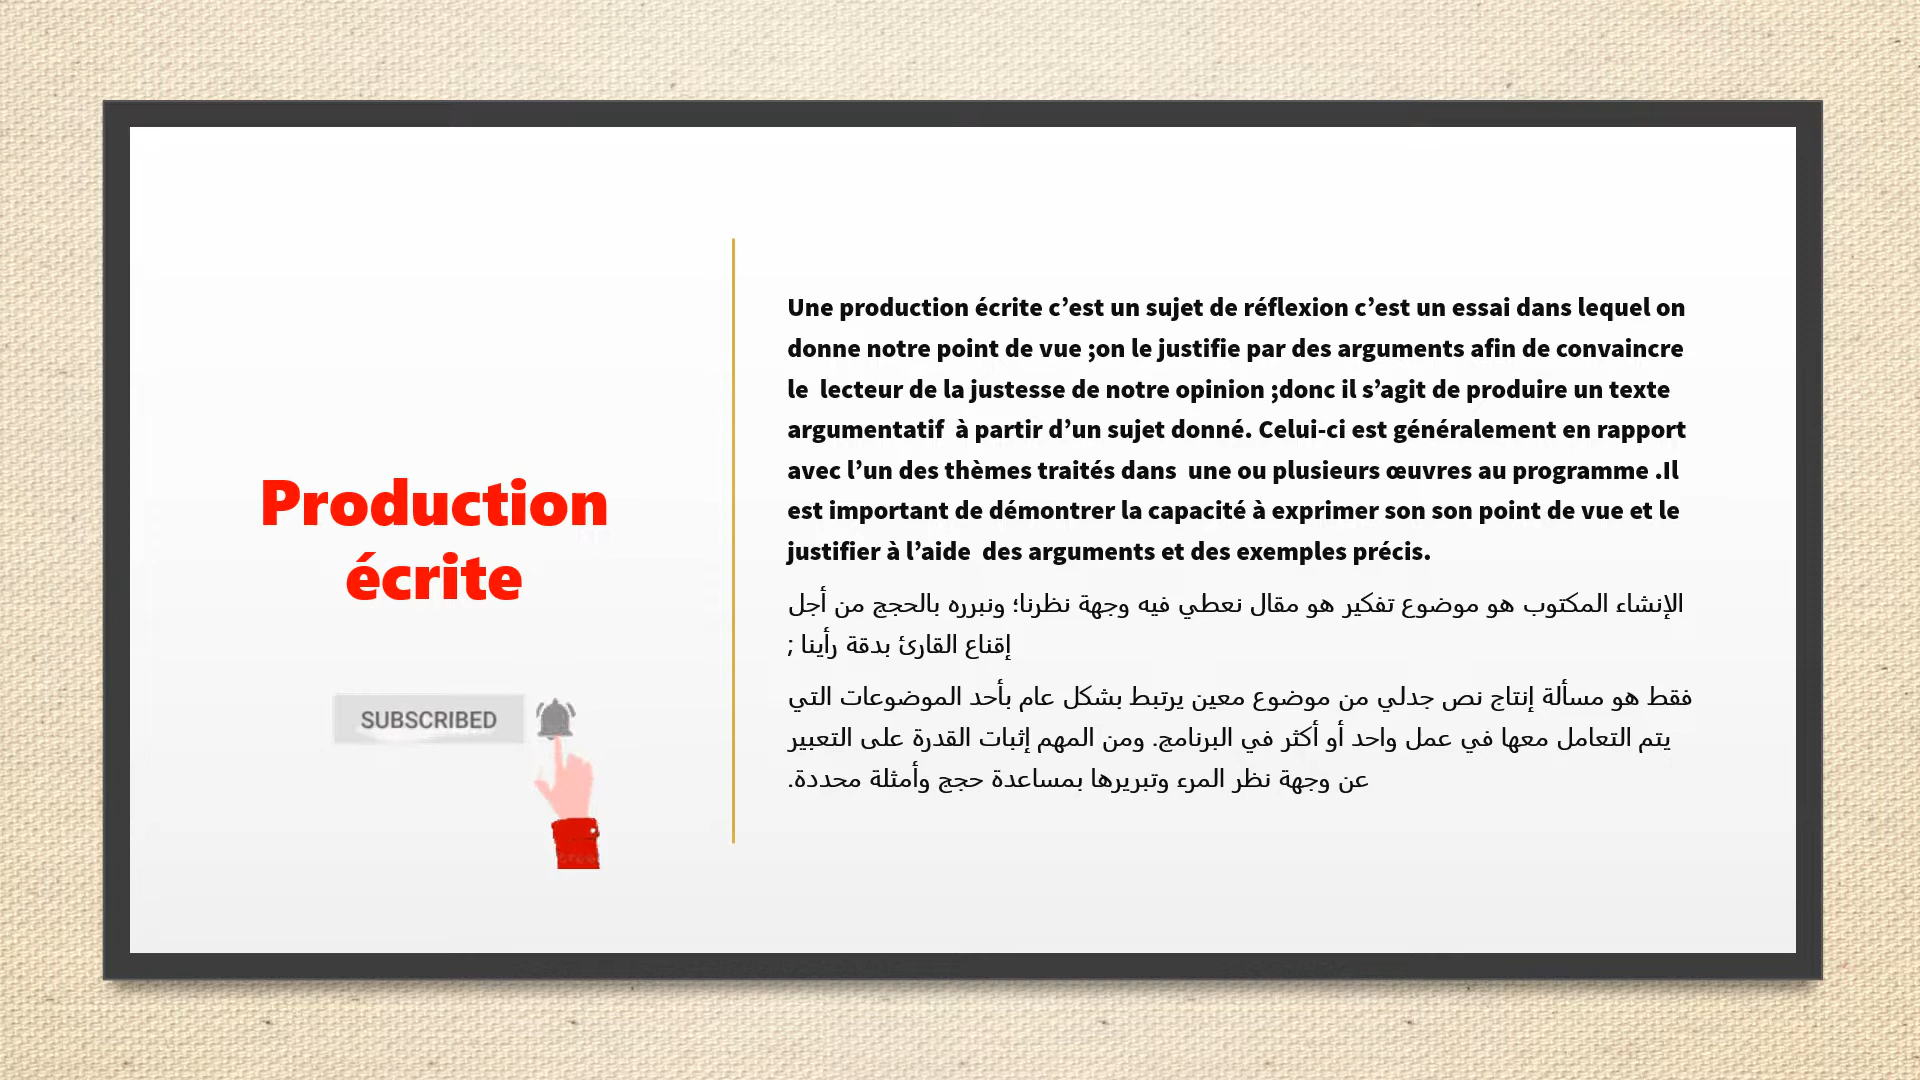 Production
écrite
SUBSCRIBED
Une production écrite c’est un sujet de réflexion c’est un essai dans lequel on
donne notre point de vue ;on le justifie par des arguments afin de convaincre
le  lecteur de la justesse de notre opinion ;donc il s’agit de produire un texte
argumentatif  à partir d’un sujet donné. Celui-ci est généralement en rapport
avec l’un des thèmes traités dans  une ou plusieurs œuvres au programme .Il
est important de démontrer la capacité à exprimer son son point de vue et le
justifier à l’aide  des arguments et des exemples précis.
الإنشاء المكتوب هو موضوع تفكير هو مقال نعطي فيه وجهة نظرنا؛ ونبرره بالحجج من أجل
إقناع القارئ بدقة رأينا ;
فقط هو مسألة إنتاج نص جدلي من موضوع معين يرتبط بشكل عام بأحد الموضوعات التي
يتم التعامل معها في عمل واحد أو أكثر في البرنامج. ومن المهم إثبات القدرة على التعبير
عن وجهة نظر المرء وتبريرها بمساعدة حجج وأمثلة محددة.